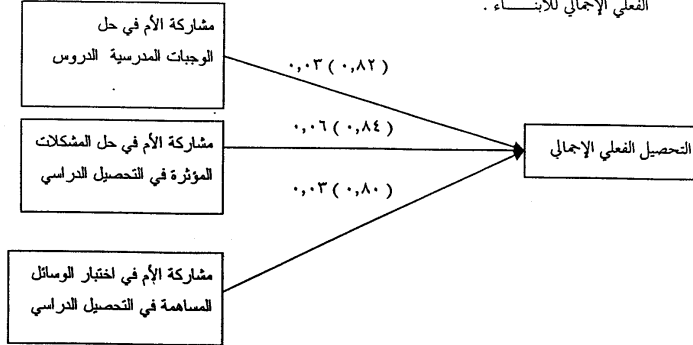 الفعلي الإجمالي للأبنـــــاء .
مشاركة الأم في حل
الوجبات المدرسية الدروس
.
٠,٠٣ ( ٠,٨٢ )
مشاركة الأم في حل المشكلات
المؤثرة في التحصيل الدراسي
٠,٠٦ ( ٠,٨٤ )
التحصيل الفعلي الإجمالي
٠,٠٣ ( ٠,٨٠ )
مشاركة الأم في اختبار الوسائل
المساهمة في التحصيل الدراسي